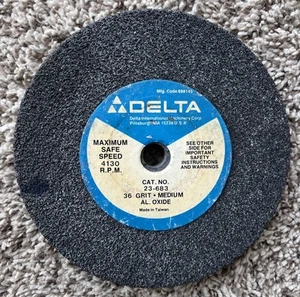 Mfg. Code 
DELTA
Delta International Machinery Corp.
Pittsburgh 
MAXIMUM
SAFE
SPEED
4130
R.P.M.
SEE OTHER
SIDE FOR
IMPORTANT
SAFETY
INSTRUCTIONS
AND WARNINGS
CAT. NO.
23-683
36 GRIT • MEDIUM
AL. OXIDE
Made in Taiwan